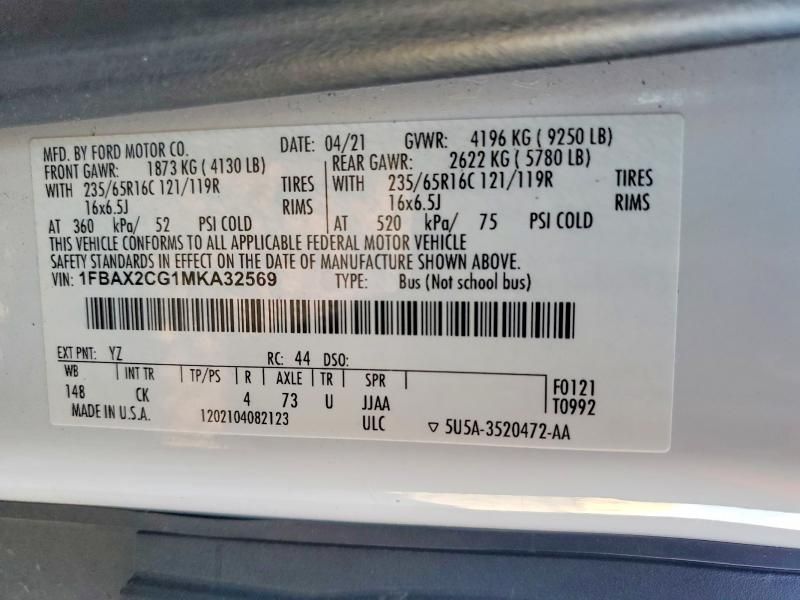 MFD. BY FORD MOTOR CO. DATE: 04/21 GVWR: 4196 KG ( 9250 LB)
FRONT GAWR: 1873 KG ( 4130 LB) REAR GAWR: 2622 KG ( 5780 LB)
WITH 235/65R16C 121/119R TIRES WITH 235/65R16C 121/119R TIRES
16x6.5J RIMS 16x6.5J RIMS
AT 360 kPa/ 52 PSI COLD AT 520 kPa/ 75 PSI COLD
THIS VEHICLE CONFORMS TO ALL APPLICABLE FEDERAL MOTOR VEHICLE
SAFETY STANDARDS IN EFFECT ON THE DATE OF MANUFACTURE SHOWN ABOVE.
VIN: 1FBAX2CG1MKA32569 TYPE: Bus (Not school bus)
EXT PNT: YZ RC: 44 DSO:
WB INT TR TP/PS R AXLE TR SPR
148 CK 4 73 U JJAA F0121
MADE IN U.S.A. 1202104082123 ULC T0992
▽ 5U5A-3520472-AA